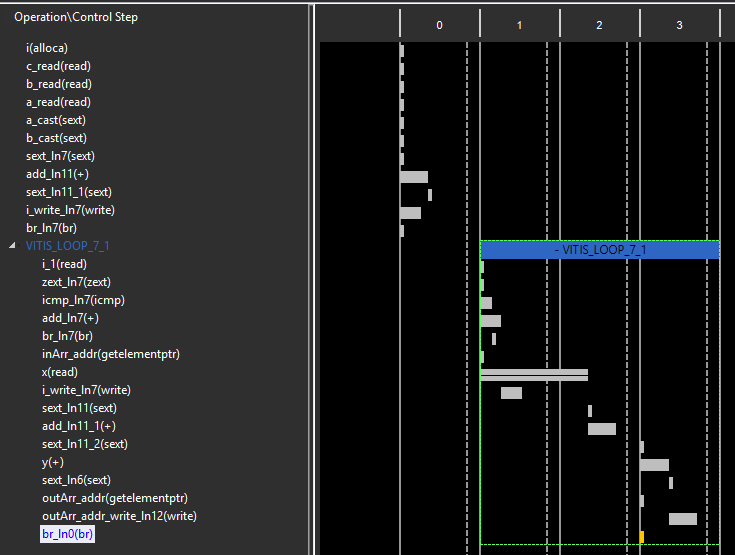 Operation\Control Step
0 1 2 3
i(alloca)
c_read(read)
b_read(read)
a_read(read)
a_cast(sext)
b_cast(sext)
sext_ln7(sext)
add_ln11(+)
sext_ln11_1(sext)
i_write_ln7(write)
br_ln7(br)
VITIS_LOOP_7_1
- VITIS_LOOP_7_1
i_1(read)
zext_ln7(zext)
icmp_ln7(icmp)
add_ln7(+)
br_ln7(br)
inArr_addr(getelementptr)
x(read)
i_write_ln7(write)
sext_ln11(sext)
add_ln11_1(+)
sext_ln11_2(sext)
y(+)
sext_ln6(sext)
outArr_addr(getelementptr)
outArr_addr_write_ln12(write)
br_ln0(br)